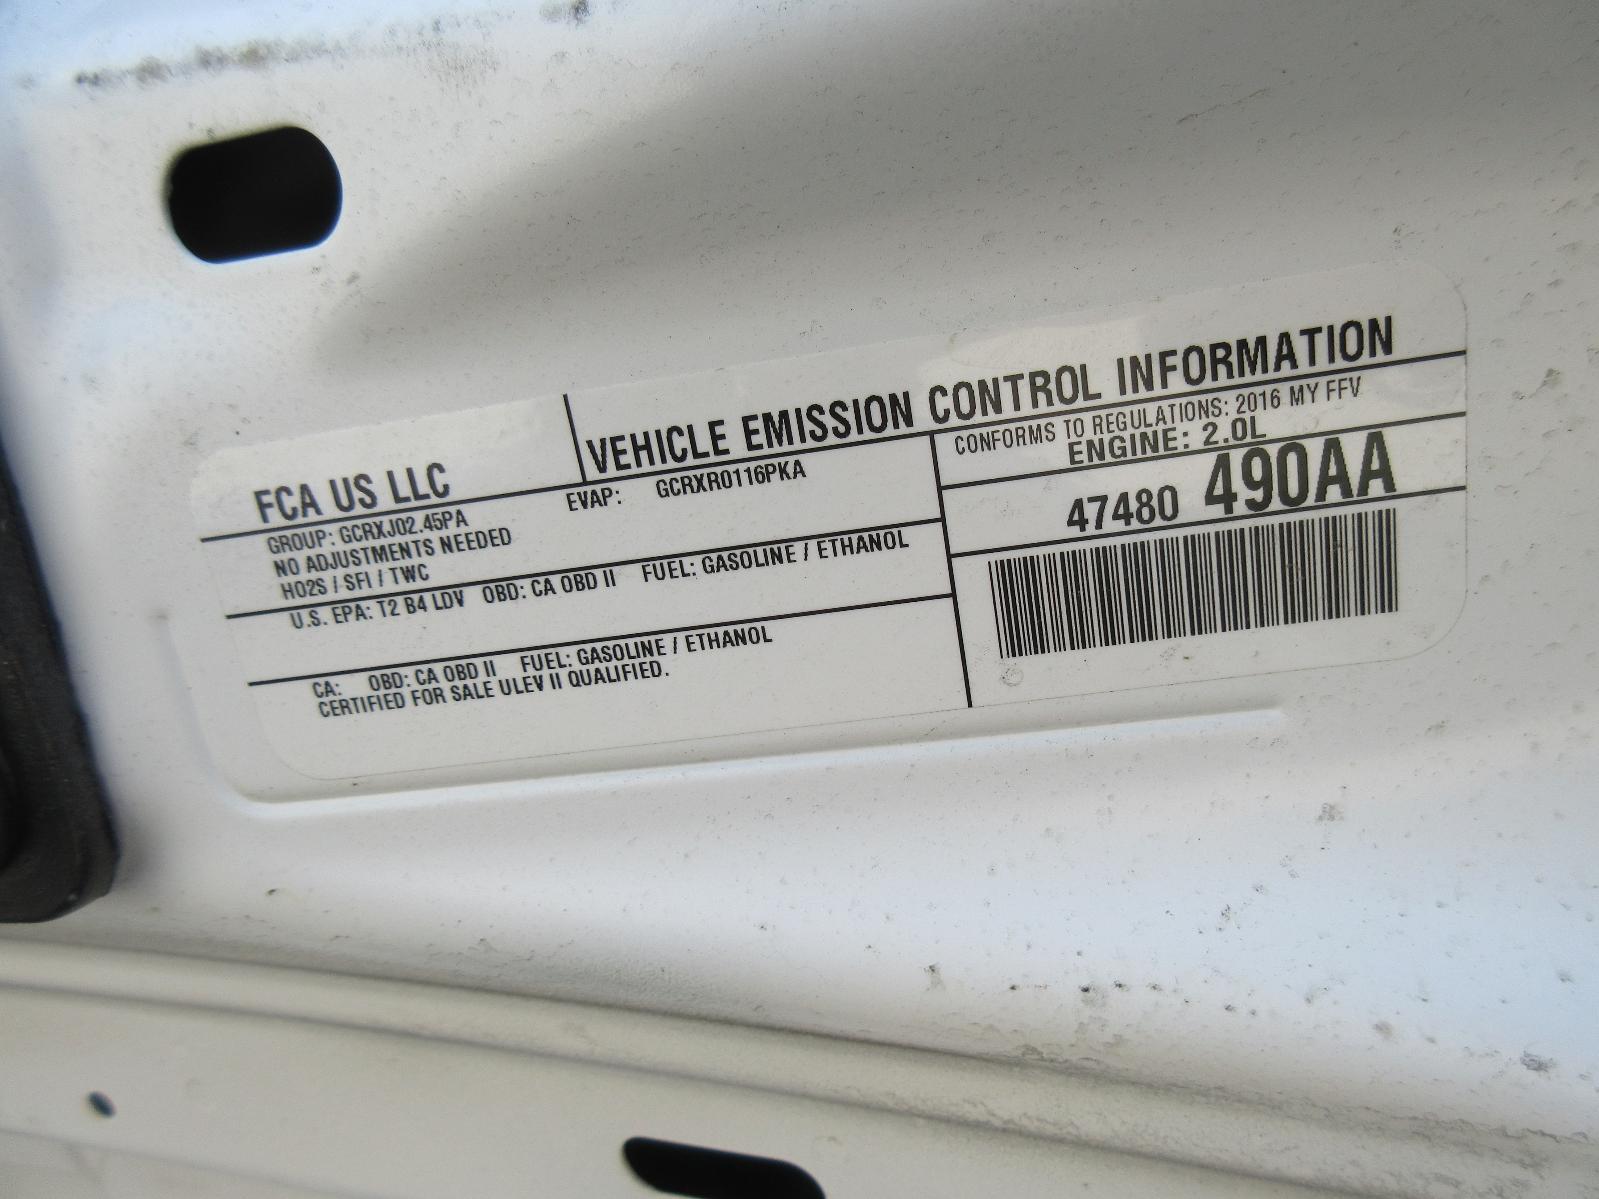 FCA US LLC
VEHICLE EMISSION CONTROL INFORMATION
GROUP: GCRXJ02.45PA
EVAP: GCRXR0116PKA
NO ADJUSTMENTS NEEDED
HO2S / SFI / TWC
U.S. EPA: T2 B4 LDV OBD: CA OBD II FUEL: GASOLINE / ETHANOL
CA: OBD: CA OBD II FUEL: GASOLINE / ETHANOL
CERTIFIED FOR SALE ULEV II QUALIFIED.
CONFORMS TO REGULATIONS: 2016 MY FFV
ENGINE: 2.0L
47480 490AA